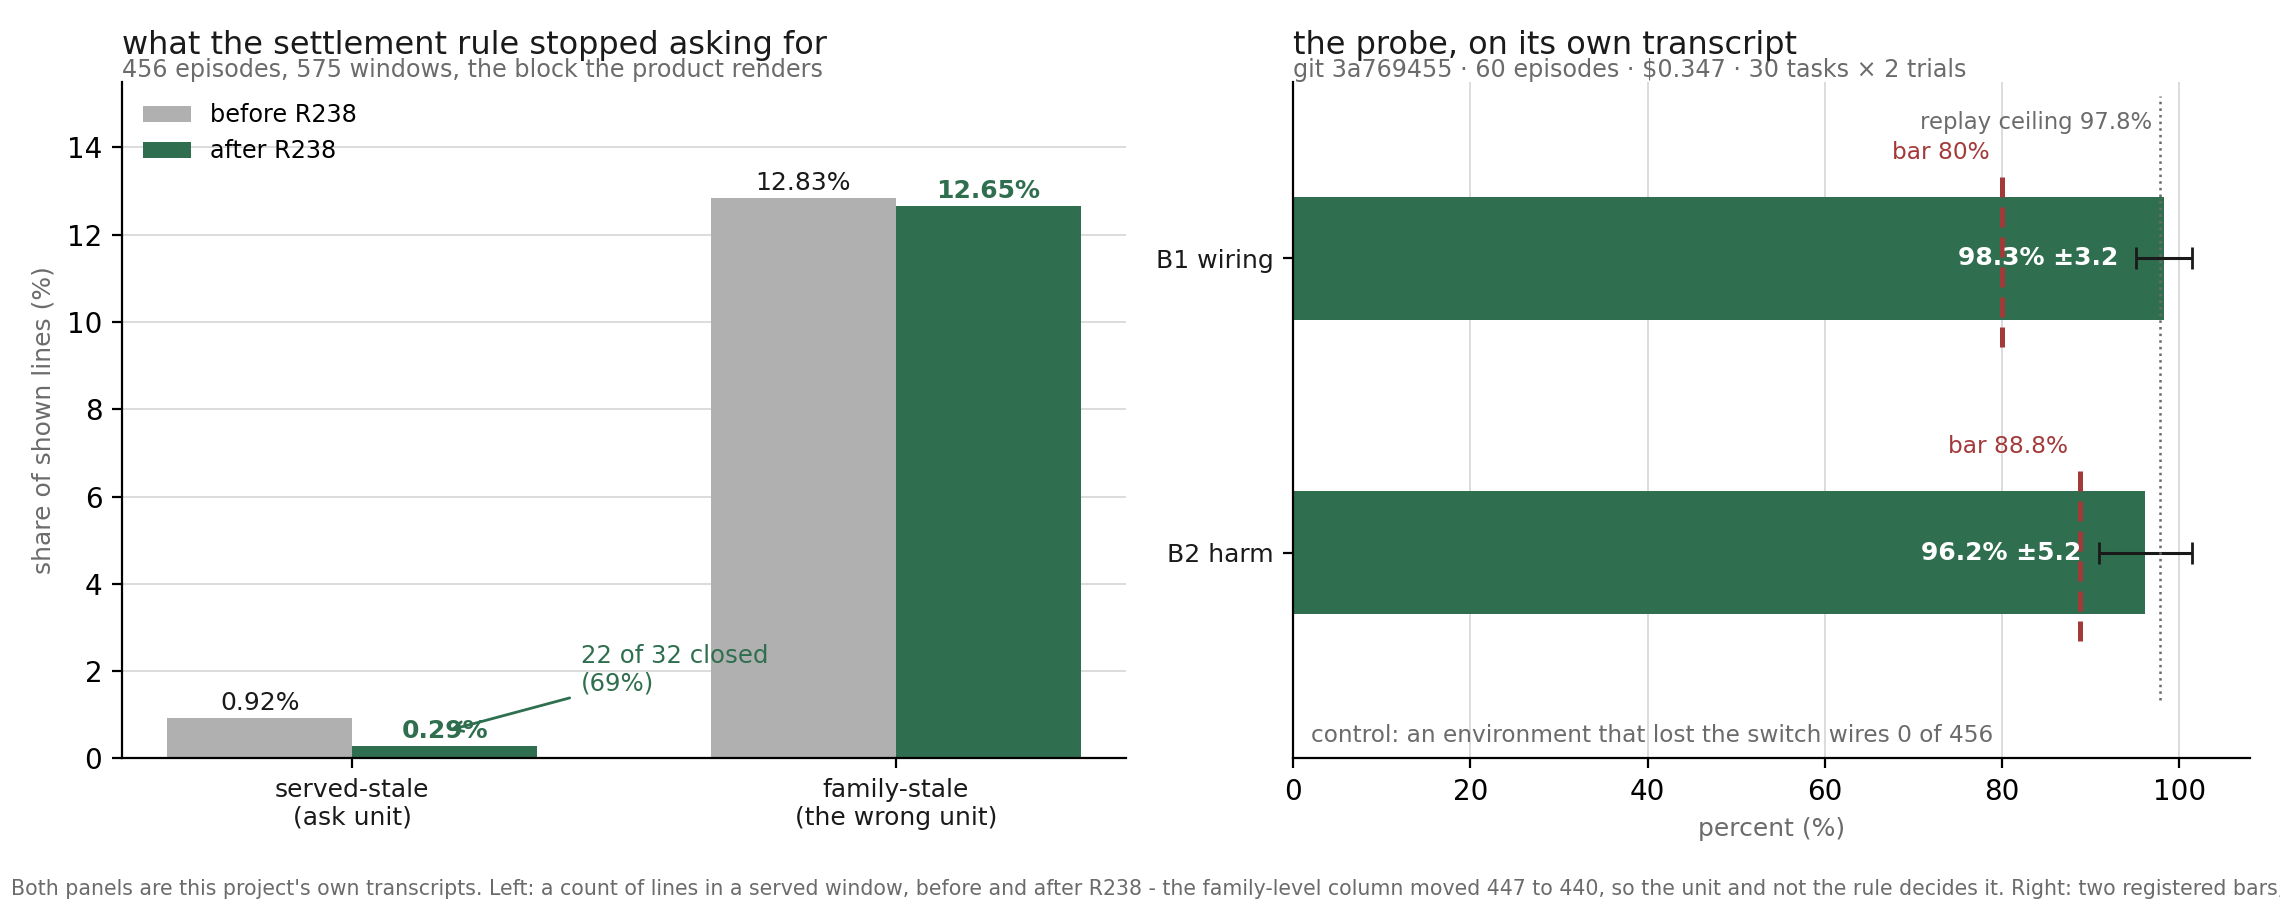 what the settlement rule stopped asking for
456 episodes, 575 windows, the block the product renders
before R238
after R238
share of shown lines (%)
14
12
10
8
6
4
2
0
12.83%
12.65%
22 of 32 closed
(69%)
0.92%
0.29%
served-stale
(ask unit)
family-stale
(the wrong unit)
the probe, on its own transcript
git 3a769455 · 60 episodes · $0.347 · 30 tasks × 2 trials
replay ceiling 97.8%
bar 80%
B1 wiring
98.3% ±3.2
bar 88.8%
B2 harm
96.2% ±5.2
control: an environment that lost the switch wires 0 of 456
0
20
40
60
80
100
percent (%)
Both panels are this project's own transcripts. Left: a count of lines in a served window, before and after R238 - the family-level column moved 447 to 440, so the unit and not the rule decides it. Right: two registered bars,